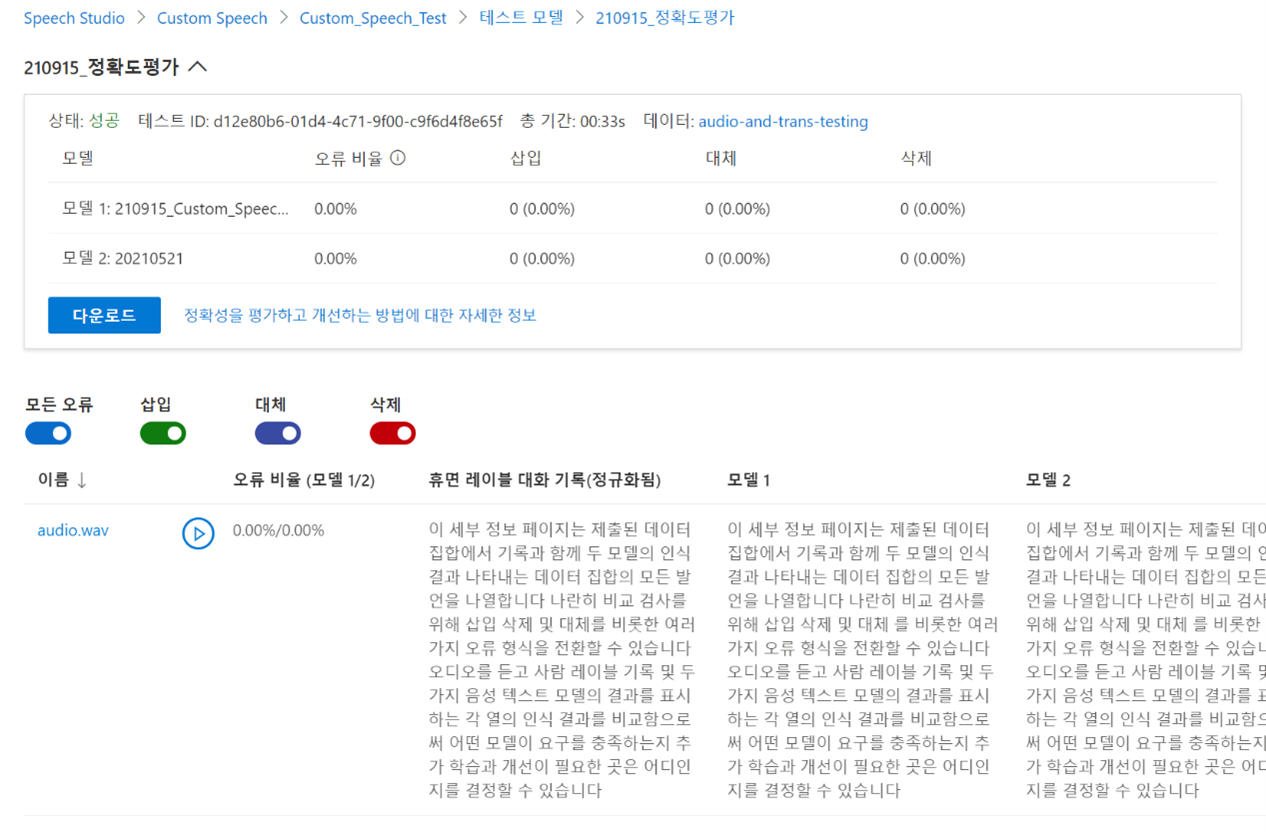 Speech Studio > Custom Speech > Custom_Speech_Test > 테스트 모델 > 210915_정확도평가
210915_정확도평가
상태: 성공 테스트 ID: d12e80b6-01d4-4c71-9f00-c9f6d4f8e65f 총 기간: 00:33s 데이터: audio-and-trans-testing
모델 오류 비율 삽입 대체 삭제
모델 1: 210915_Custom_Speec... 0.00% 0 (0.00%) 0 (0.00%) 0 (0.00%)
모델 2: 20210521 0.00% 0 (0.00%) 0 (0.00%) 0 (0.00%)
다운로드 정확성을 평가하고 개선하는 방법에 대한 자세한 정보
모든 오류 삽입 대체 삭제
이름 ↓ 오류 비율 (모델 1/2) 휴면 레이블 대화 기록(정규화됨) 모델 1 모델 2
audio.wav 0.00%/0.00%
이 세부 정보 페이지는 제출된 데이터
집합에서 기록과 함께 두 모델의 인식
결과 나타내는 데이터 집합의 모든 발
언을 나열합니다 나란히 비교 검사를
위해 삽입 삭제 및 대체를 비롯한 여러
가지 오류 형식을 전환할 수 있습니다
오디오를 듣고 사람 레이블 기록 및 두
가지 음성 텍스트 모델의 결과를 표시
하는 각 열의 인식 결과를 비교함으로
써 어떤 모델이 요구를 충족하는지 추
가 학습과 개선이 필요한 곳은 어디인
지를 결정할 수 있습니다
이 세부 정보 페이지는 제출된 데이터
집합에서 기록과 함께 두 모델의 인식
결과 나타내는 데이터 집합의 모든 발
언을 나열합니다 나란히 비교 검사를
위해 삽입 삭제 및 대체 를 비롯한 여러
가지 오류 형식을 전환할 수 있습니다
오디오를 듣고 사람 레이블 기록 및 두
가지 음성 텍스트 모델의 결과를 표시
하는 각 열의 인식 결과를 비교함으로
써 어떤 모델이 요구를 충족하는지 추
가 학습과 개선이 필요한 곳은 어디인
지를 결정할 수 있습니다
이 세부 정보 페이지는 제출된
집합에서 기록과 함께 두 모델의
결과 나타내는 데이터 집합의 모든
언을 나열합니다 나란히 비교
위해 삽입 삭제 및 대체 를 비롯한
가지 오류 형식을 전환할 수
오디오를 듣고 사람 레이블 기록
가지 음성 텍스트 모델의 결과를
하는 각 열의 인식 결과를
써 어떤 모델이 요구를 충족하는지
가 학습과 개선이 필요한 곳은
지를 결정할 수 있습니다